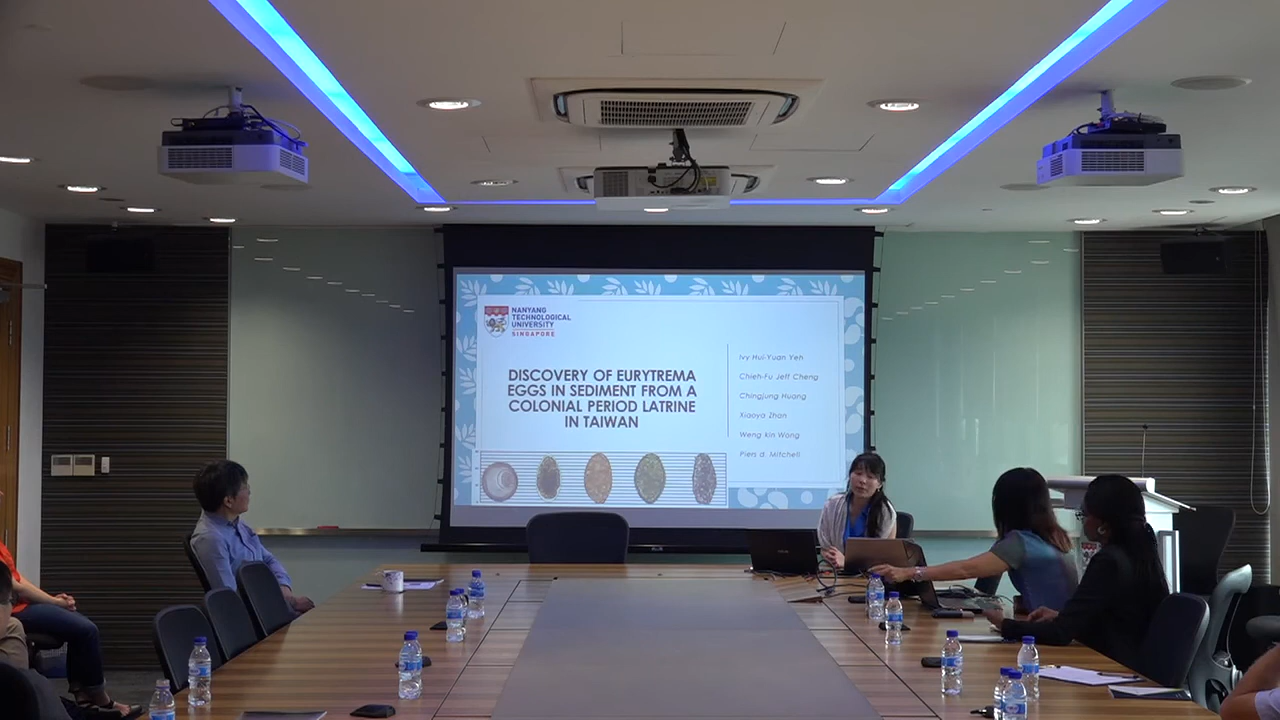 NANYANG
TECHNOLOGICAL
UNIVERSITY
SINGAPORE
DISCOVERY OF EURYTREMA
EGGS IN SEDIMENT FROM A
COLONIAL PERIOD LATRINE
IN TAIWAN
Ivy Hui-Yuan Yeh
Chieh-Fu Jeff Cheng
Chingjung Huang
Xiaoya Zhan
Weng Xin Wong
Piers d. Mitchell